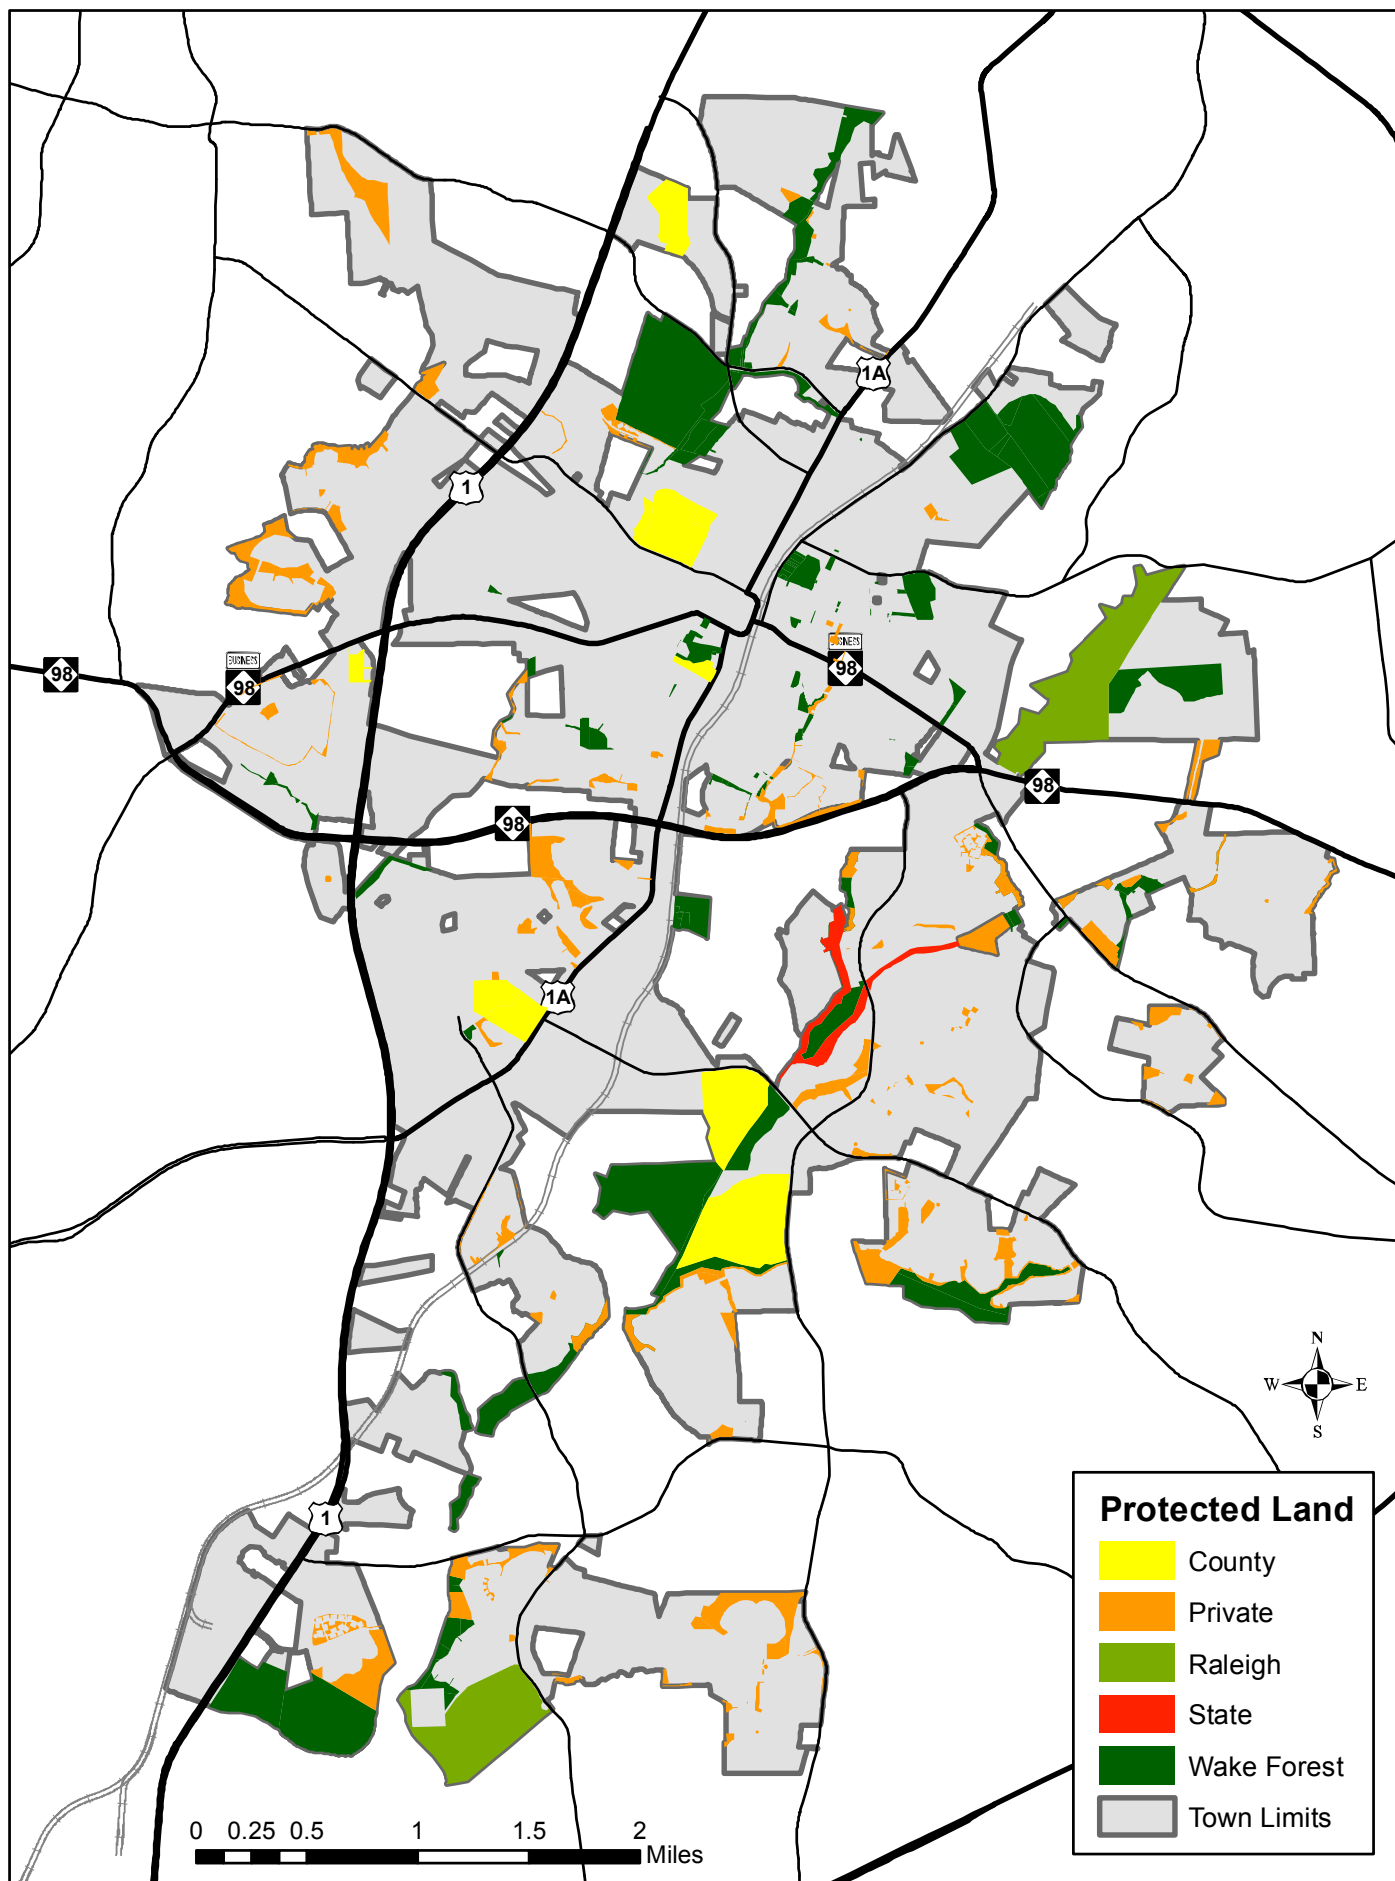 1A
1
BUSINESS
98
BUSINESS
98
98
98
98
1A
N
W E
S
1
Protected Land
County
Private
Raleigh
State
Wake Forest
Town Limits
0 0.25 0.5 1 1.5 2
Miles